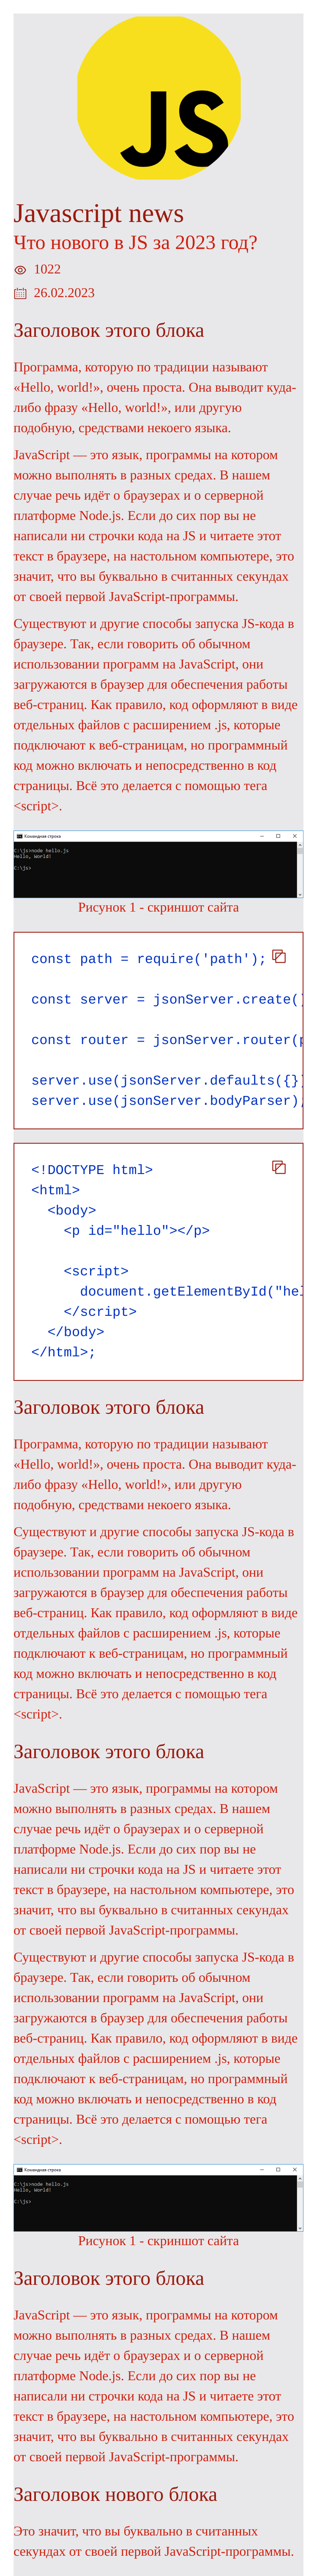 JS
Javascript news
Что нового в JS за 2023 год?
1022
26.02.2023
Заголовок этого блока
Программа, которую по традиции называют
«Hello, world!», очень проста. Она выводит куда-
либо фразу «Hello, world!», или другую
подобную, средствами некоего языка.
JavaScript — это язык, программы на котором
можно выполнять в разных средах. В нашем
случае речь идёт о браузерах и о серверной
платформе Node.js. Если до сих пор вы не
написали ни строчки кода на JS и читаете этот
текст в браузере, на настольном компьютере, это
значит, что вы буквально в считанных секундах
от своей первой JavaScript-программы.
Существуют и другие способы запуска JS-кода в
браузере. Так, если говорить об обычном
использовании программ на JavaScript, они
загружаются в браузер для обеспечения работы
веб-страниц. Как правило, код оформляют в виде
отдельных файлов с расширением .js, которые
подключают к веб-страницам, но программный
код можно включать и непосредственно в код
страницы. Всё это делается с помощью тега
<script>.
Командная строка
C:\js>node hello.js
Hello, World!
C:\js>
Рисунок 1 - скриншот сайта
const path = require('path');
const server = jsonServer.create()
const router = jsonServer.router(p
server.use(jsonServer.defaults({})
server.use(jsonServer.bodyParser);
<!DOCTYPE html>
<html>
<body>
<p id="hello"></p>
<script>
document.getElementById("hel
</script>
</body>
</html>;
Заголовок этого блока
Программа, которую по традиции называют
«Hello, world!», очень проста. Она выводит куда-
либо фразу «Hello, world!», или другую
подобную, средствами некоего языка.
Существуют и другие способы запуска JS-кода в
браузере. Так, если говорить об обычном
использовании программ на JavaScript, они
загружаются в браузер для обеспечения работы
веб-страниц. Как правило, код оформляют в виде
отдельных файлов с расширением .js, которые
подключают к веб-страницам, но программный
код можно включать и непосредственно в код
страницы. Всё это делается с помощью тега
<script>.
Заголовок этого блока
JavaScript — это язык, программы на котором
можно выполнять в разных средах. В нашем
случае речь идёт о браузерах и о серверной
платформе Node.js. Если до сих пор вы не
написали ни строчки кода на JS и читаете этот
текст в браузере, на настольном компьютере, это
значит, что вы буквально в считанных секундах
от своей первой JavaScript-программы.
Существуют и другие способы запуска JS-кода в
браузере. Так, если говорить об обычном
использовании программ на JavaScript, они
загружаются в браузер для обеспечения работы
веб-страниц. Как правило, код оформляют в виде
отдельных файлов с расширением .js, которые
подключают к веб-страницам, но программный
код можно включать и непосредственно в код
страницы. Всё это делается с помощью тега
<script>.
Командная строка
C:\js>node hello.js
Hello, World!
C:\js>
Рисунок 1 - скриншот сайта
Заголовок этого блока
JavaScript — это язык, программы на котором
можно выполнять в разных средах. В нашем
случае речь идёт о браузерах и о серверной
платформе Node.js. Если до сих пор вы не
написали ни строчки кода на JS и читаете этот
текст в браузере, на настольном компьютере, это
значит, что вы буквально в считанных секундах
от своей первой JavaScript-программы.
Заголовок нового блока
Это значит, что вы буквально в считанных
секундах от своей первой JavaScript-программы.